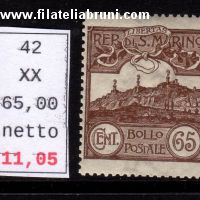 www.filateliabruni.com
42
XX
65,00
netto
11,05
LIBERTAS
REP. DI S. MARINO
CENT. BOLLO POSTALE 65